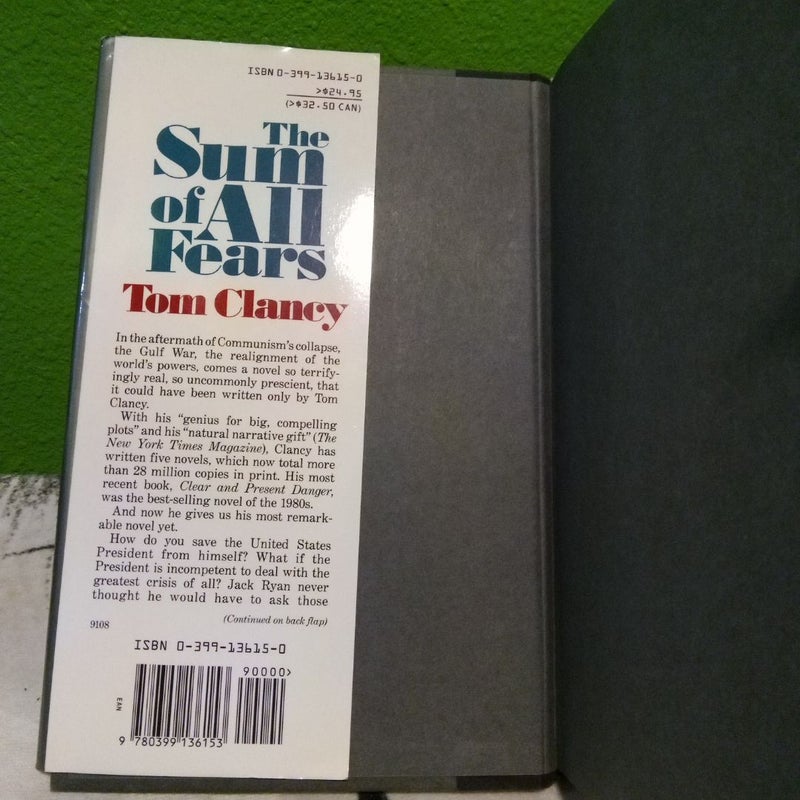 ISBN 0-399-13615-0
>$24.95
(>$32.50 CAN)
The
Sum
of All
Fears
Tom Clancy
In the aftermath of Communism's collapse,
the Gulf War, the realignment of the
world's powers, comes a novel so terrify-
ingly real, so uncommonly prescient, that
it could have been written only by Tom
Clancy.
With his "genius for big, compelling
plots" and his "natural narrative gift" (The
New York Times Magazine), Clancy has
written five novels, which now total more
than 28 million copies in print. His most
recent book, Clear and Present Danger,
was the best-selling novel of the 1980s.
And now he gives us his most remark-
able novel yet.
How do you save the United States
President from himself? What if the
President is incompetent to deal with the
greatest crisis of all? Jack Ryan never
thought he would have to ask those
(Continued on back flap)
9108
ISBN 0-399-13615-0
90000>
EAN
9 780399 136153